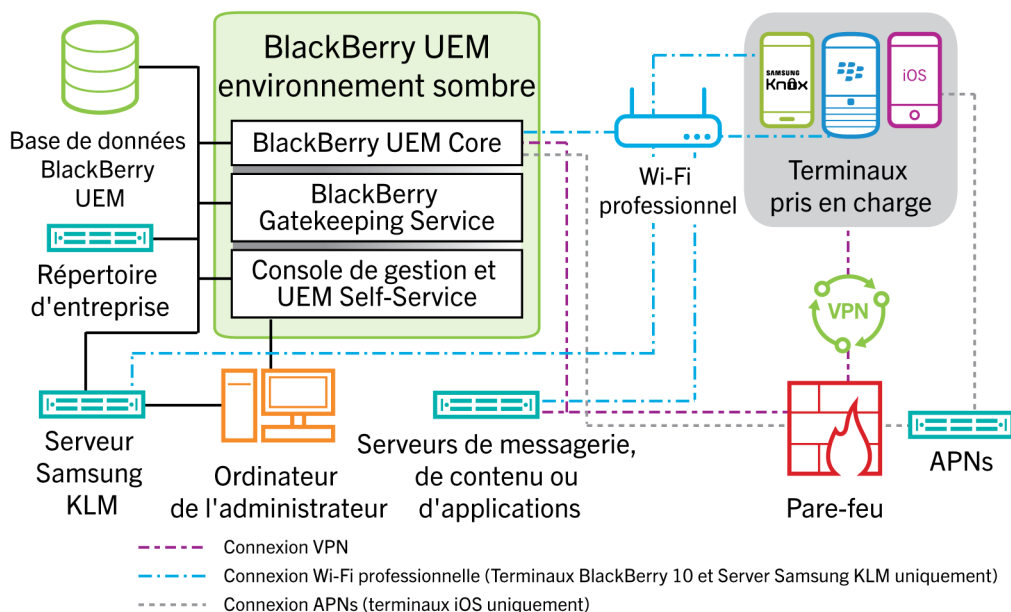 BlackBerry UEM
environnement sombre
BlackBerry UEM Core
BlackBerry
Gatekeeping Service
Console de gestion et
UEM Self-Service
Base de données
BlackBerry
UEM
Répertoire
d'entreprise
Serveur
Samsung
KLM
Ordinateur
de l'administrateur
Serveurs de messagerie,
de contenu ou
d'applications
Wi-Fi
professionnel
SAMSUNG
Knox
iOS
Terminaux
pris en charge
VPN
Pare-feu
APNs
Connexion VPN
Connexion Wi-Fi professionnelle (Terminaux BlackBerry 10 et Server Samsung KLM uniquement)
Connexion APNs (terminaux iOS uniquement)